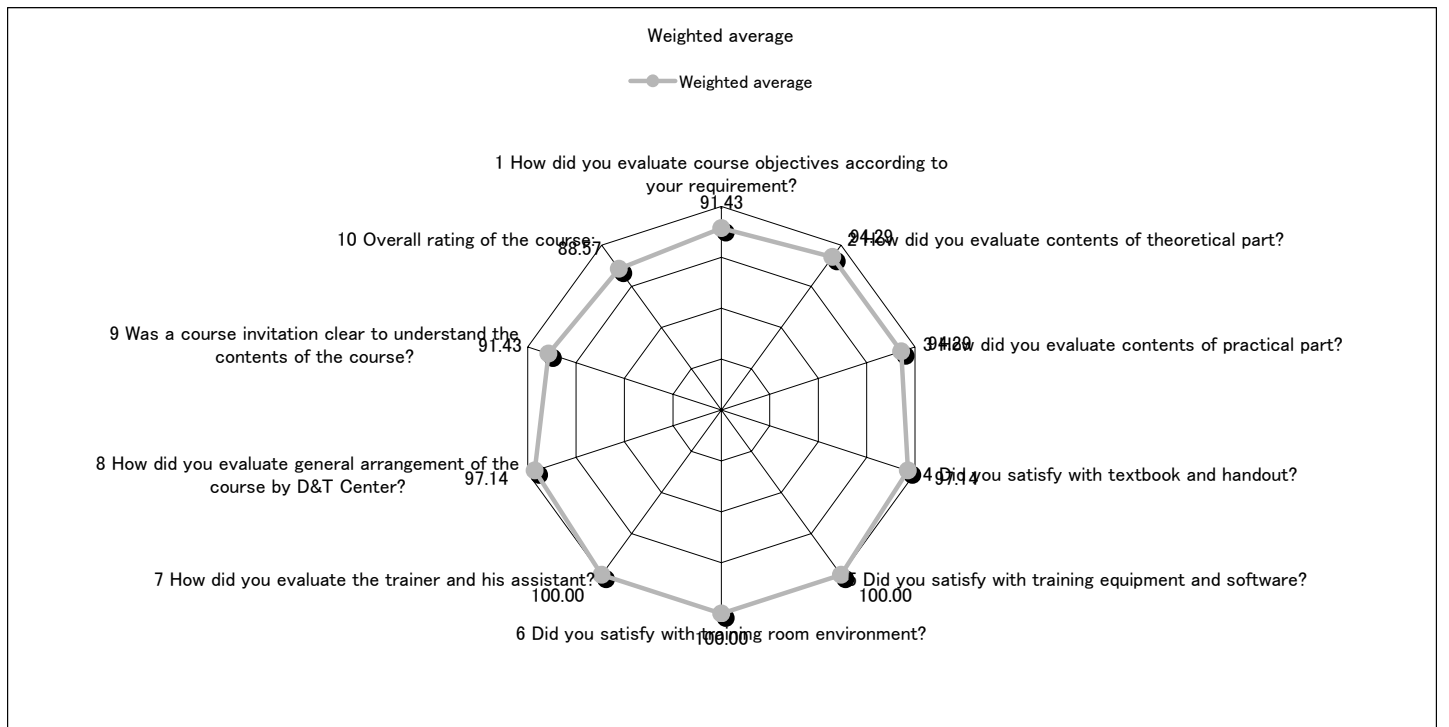 Weighted average
Weighted average
1 How did you evaluate course objectives according to
your requirement?
91.43
2 How did you evaluate contents of theoretical part?
94.29
3 How did you evaluate contents of practical part?
94.29
4 Did you satisfy with textbook and handout?
97.14
5 Did you satisfy with training equipment and software?
100.00
6 Did you satisfy with training room environment?
100.00
7 How did you evaluate the trainer and his assistant?
100.00
8 How did you evaluate general arrangement of the
course by D&T Center?
97.14
9 Was a course invitation clear to understand the
contents of the course?
91.43
10 Overall rating of the course:
88.57